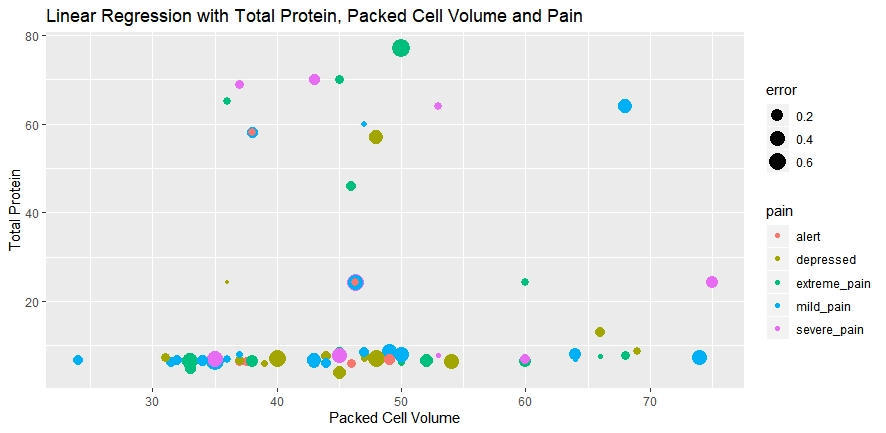 Linear Regression with Total Protein, Packed Cell Volume and Pain
80
60
40
20
Total Protein
30
40
50
60
70
Packed Cell Volume
error
0.2
0.4
0.6
pain
alert
depressed
extreme_pain
mild_pain
severe_pain